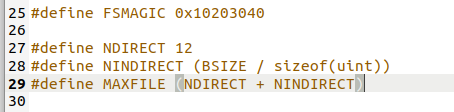 25 #define FSMAGIC 0x10203040
26
27 #define NDIRECT 12
28 #define NINDIRECT (BSIZE / sizeof(uint))
29 #define MAXFILE (NDIRECT + NINDIRECT)
30